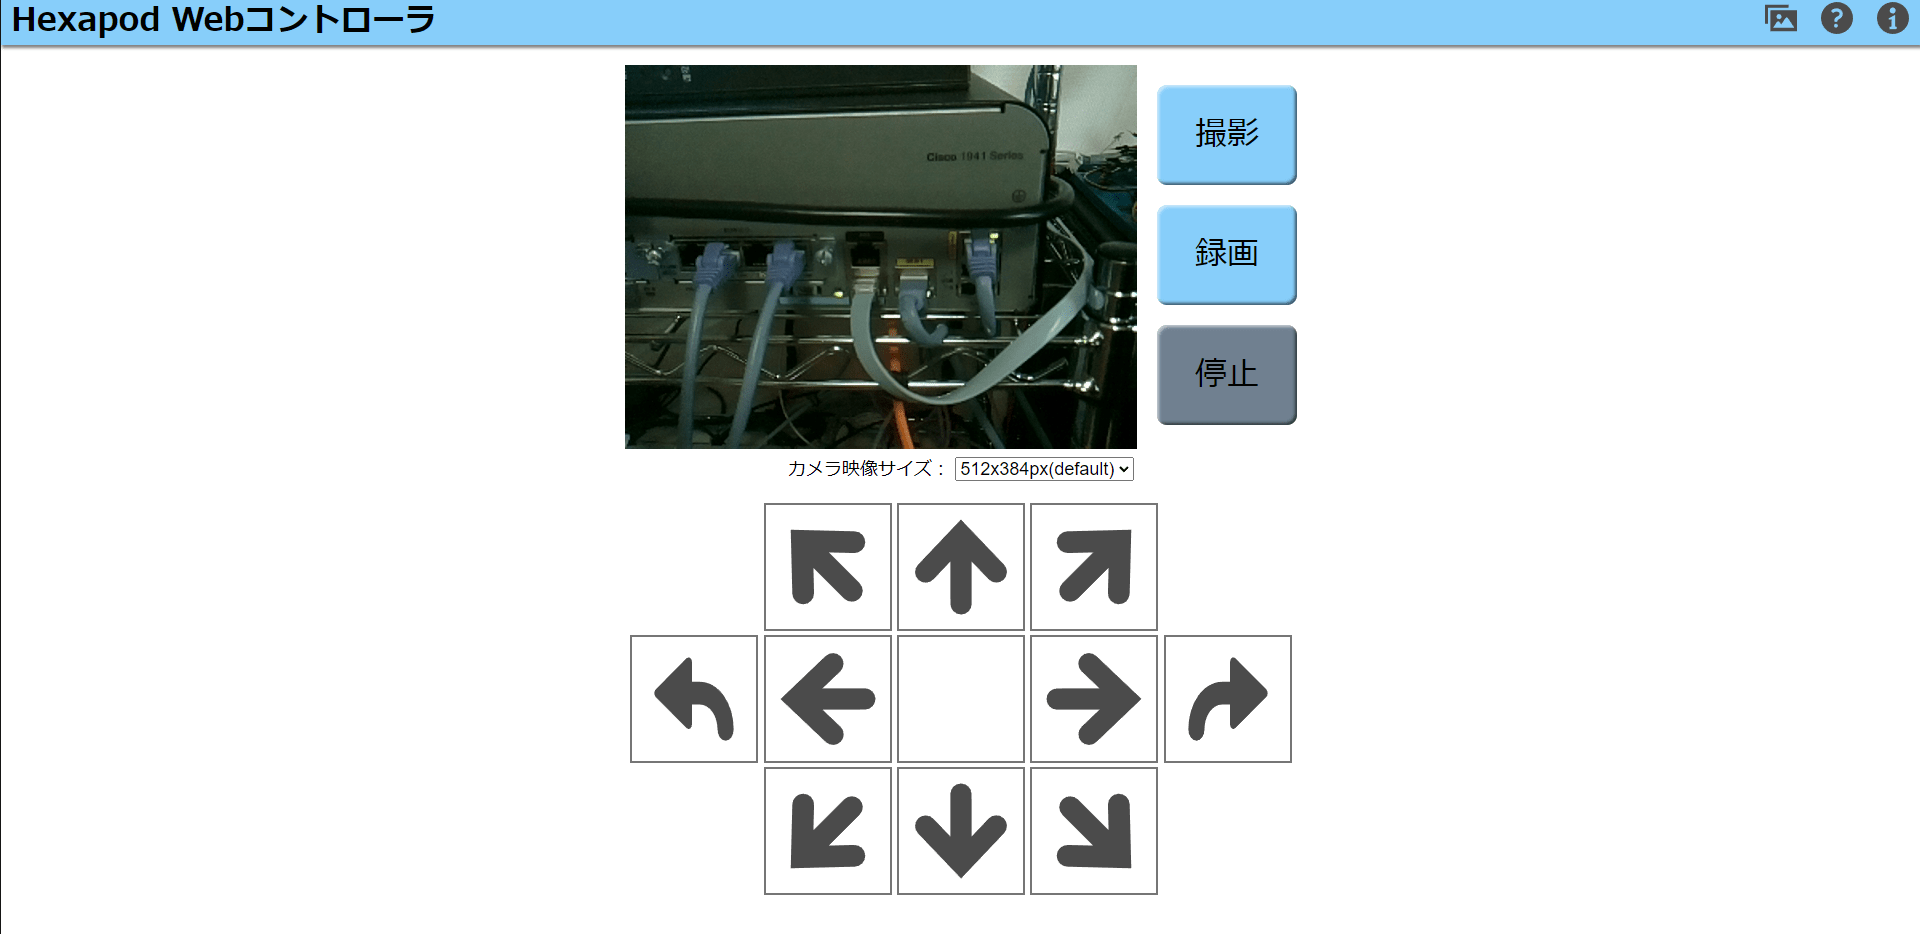 Hexapod Webコントローラ
Cisco 1941 Series
撮影
録画
停止
カメラ映像サイズ： 512x384px(default)